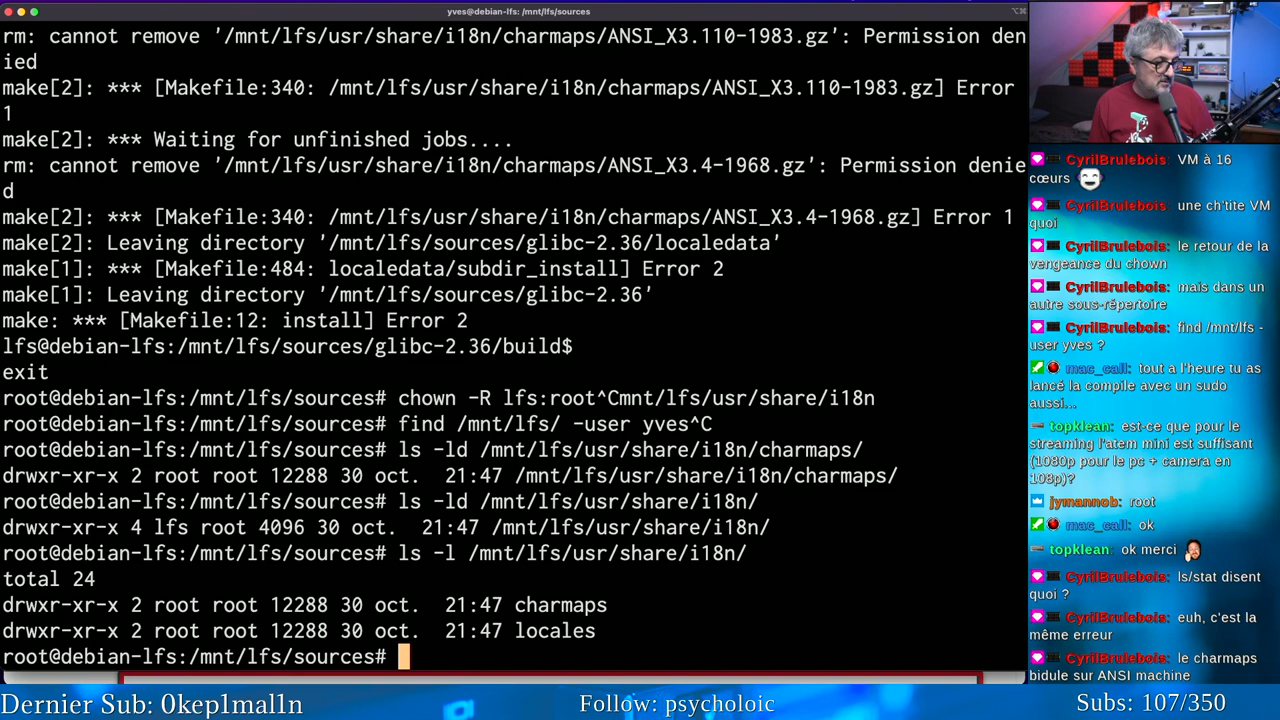 yves@debian-lfs: /mnt/lfs/sources
rm: cannot remove '/mnt/lfs/usr/share/i18n/charmaps/ANSI_X3.110-1983.gz': Permission den
ied
make[2]: *** [Makefile:340: /mnt/lfs/usr/share/i18n/charmaps/ANSI_X3.110-1983.gz] Error
1
make[2]: *** Waiting for unfinished jobs....
rm: cannot remove '/mnt/lfs/usr/share/i18n/charmaps/ANSI_X3.4-1968.gz': Permission denie
d
make[2]: *** [Makefile:340: /mnt/lfs/usr/share/i18n/charmaps/ANSI_X3.4-1968.gz] Error 1
make[2]: Leaving directory '/mnt/lfs/sources/glibc-2.36/localedata'
make[1]: *** [Makefile:484: localedata/subdir_install] Error 2
make[1]: Leaving directory '/mnt/lfs/sources/glibc-2.36'
make: *** [Makefile:12: install] Error 2
lfs@debian-lfs:/mnt/lfs/sources/glibc-2.36/build$
exit
root@debian-lfs:/mnt/lfs/sources# chown -R lfs:root^Cmnt/lfs/usr/share/i18n
root@debian-lfs:/mnt/lfs/sources# find /mnt/lfs/ -user yves^C
root@debian-lfs:/mnt/lfs/sources# ls -ld /mnt/lfs/usr/share/i18n/charmaps/
drwxr-xr-x 2 root root 12288 30 oct.  21:47 /mnt/lfs/usr/share/i18n/charmaps/
root@debian-lfs:/mnt/lfs/sources# ls -ld /mnt/lfs/usr/share/i18n/
drwxr-xr-x 4 lfs root 4096 30 oct.  21:47 /mnt/lfs/usr/share/i18n/
root@debian-lfs:/mnt/lfs/sources# ls -l /mnt/lfs/usr/share/i18n/
total 24
drwxr-xr-x 2 root root 12288 30 oct.  21:47 charmaps
drwxr-xr-x 2 root root 12288 30 oct.  21:47 locales
root@debian-lfs:/mnt/lfs/sources#
CyrilBrulebois: VM à 16
cœurs
CyrilBrulebois: une ch'tite VM
quoi
CyrilBrulebois: le retour de la
vengeance du chown
CyrilBrulebois: mais dans un
autre sous-répertoire
CyrilBrulebois: find /mnt/lfs -
user yves ?
mac_call: tout a l'heure tu as
lancé la compile avec un sudo
aussi...
topklean: est-ce que pour le
streaming l'atem mini est suffisant
(1080p pour le pc + camera en
108p)?
jymannob: root
mac_call: ok
topklean: ok merci
CyrilBrulebois: ls/stat disent
quoi ?
CyrilBrulebois: euh, c'est la
même erreur
CyrilBrulebois: le charmaps
bidule sur ANSI machine
Dernier Sub: 0kep1mal1n
Follow: psycholoic
Subs: 107/350